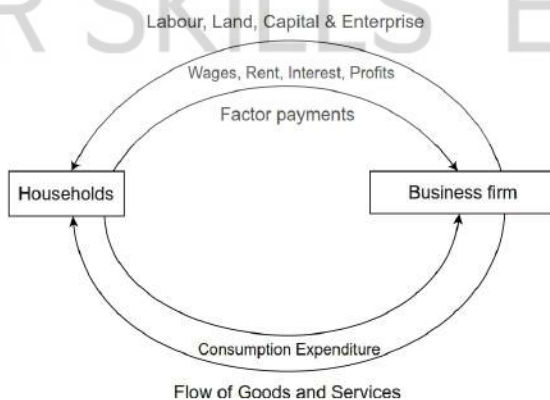 R SKILLS E
Labour, Land, Capital & Enterprise
Wages, Rent, Interest, Profits
Factor payments
Households
Business firm
Consumption Expenditure
Flow of Goods and Services